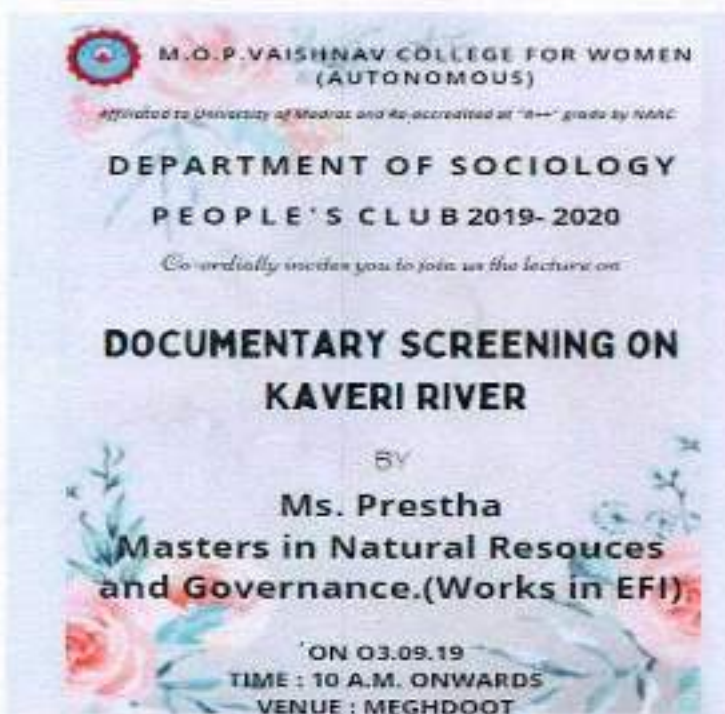 M.O.P.VAISHNAV COLLEGE FOR WOMEN
(AUTONOMOUS)
Affiliated to University of Madras and Re-accredited at "A++" grade by NAAC
DEPARTMENT OF SOCIOLOGY
PEOPLE'S CLUB 2019- 2020
Co-ordially invites you to join us the lecture on
DOCUMENTARY SCREENING ON
KAVERI RIVER
BY
Ms. Prestha
Masters in Natural Resouces
and Governance.(Works in EFI)
ON 03.09.19
TIME : 10 A.M. ONWARDS
VENUE : MEGHDOOT